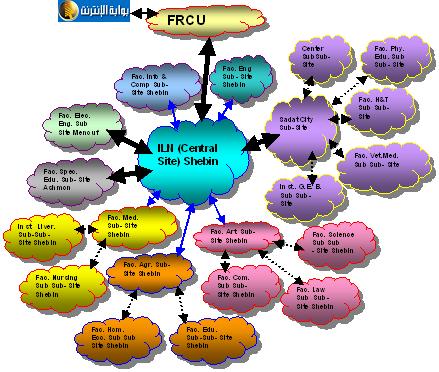 بوابة الإنترنت
FRCU
Fac. Info &
Comp Sub-
Site Shebin
Fac. Eng
Sub - Site
Shebin
Center
Sub Sub-
Site
Fac. Phy.
Edu. Sub -
Site
Fac. Elec.
Eng. Sub
Site Menouf
ILN (Central
Site) Shebin
Sadat City
Sub- Site
Fac. H&T
Sub Sub -
Site
Fac. Spec.
Edu. Sub- Site
Ashmon
Fac. Vet.Med.
Sub Sub- Site
Inst. G. E. B.
Sub Sub-
Site
Inst. Liver.
Sub-Sub-
Site Shebin
Fac. Med.
Sub- Site
Shebin
Fac. Art Sub-
Site Shebin
Fac. Science
Sub Sub
- Site Shebin
Fac. Nursing
Sub Sub- Site
Shebin
Fac. Agr. Sub-
Site Shebin
Fac. Com.
Sub Sub-
Site Shebin
Fac. Law
Sub Sub -
Site Shebin
Fac. Hom.
Eco. Sub Sub
Site Shebin
Fac. Edu.
Sub-Sub-
Site Shebin